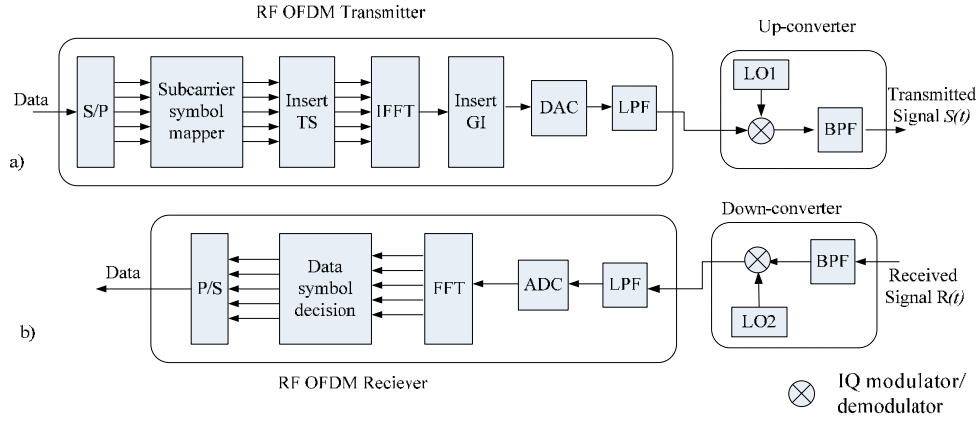 RF OFDM Transmitter
Up-converter
Data
S/P
Subcarrier
symbol
mapper
Insert
TS
IFFT
Insert
GI
DAC
LPF
LO1
BPF
Transmitted
Signal S(t)
a)
Down-converter
Data
P/S
Data
symbol
decision
FFT
ADC
LPF
BPF
LO2
Received
Signal R(t)
b)
RF OFDM Reciever
IQ modulator/
demodulator